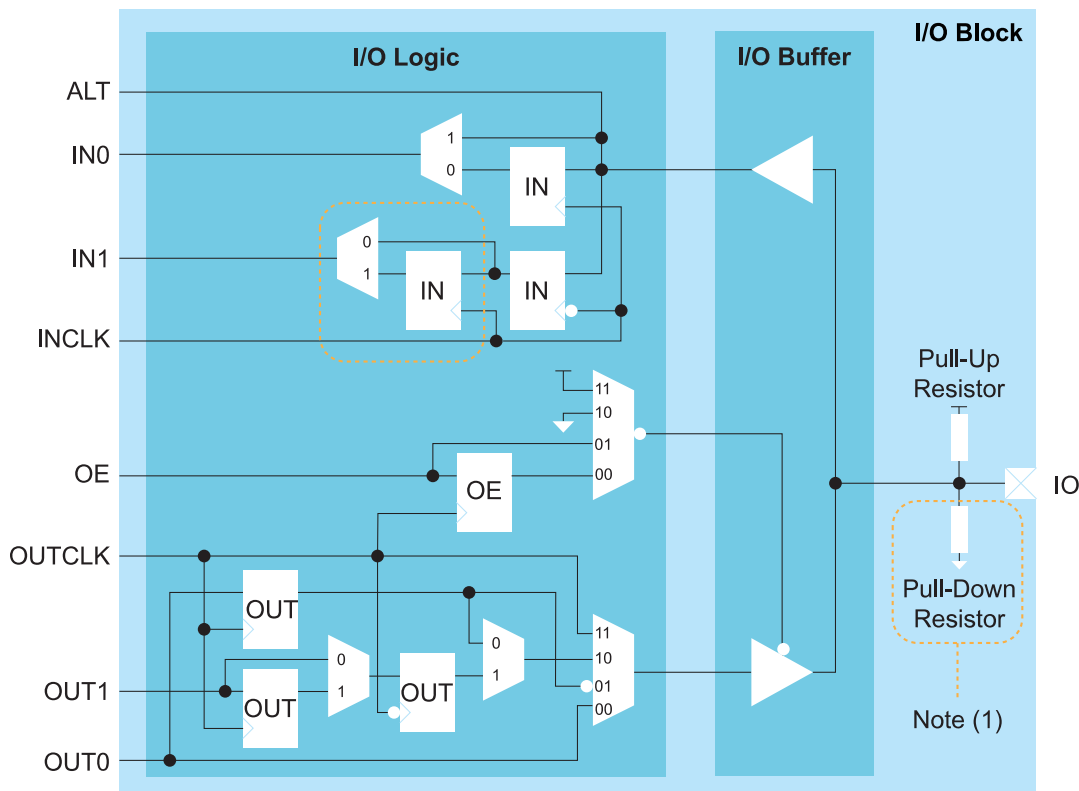 I/O Block
I/O Logic
I/O Buffer
ALT
IN0
1
0
IN
IN1
0
1
IN
IN
INCLK
Pull-Up
Resistor
11
10
01
00
OE
OE
IO
OUTCLK
Pull-Down
Resistor
OUT
0
1
0
1
11
10
01
00
OUT1
OUT
OUT
Note (1)
OUT0